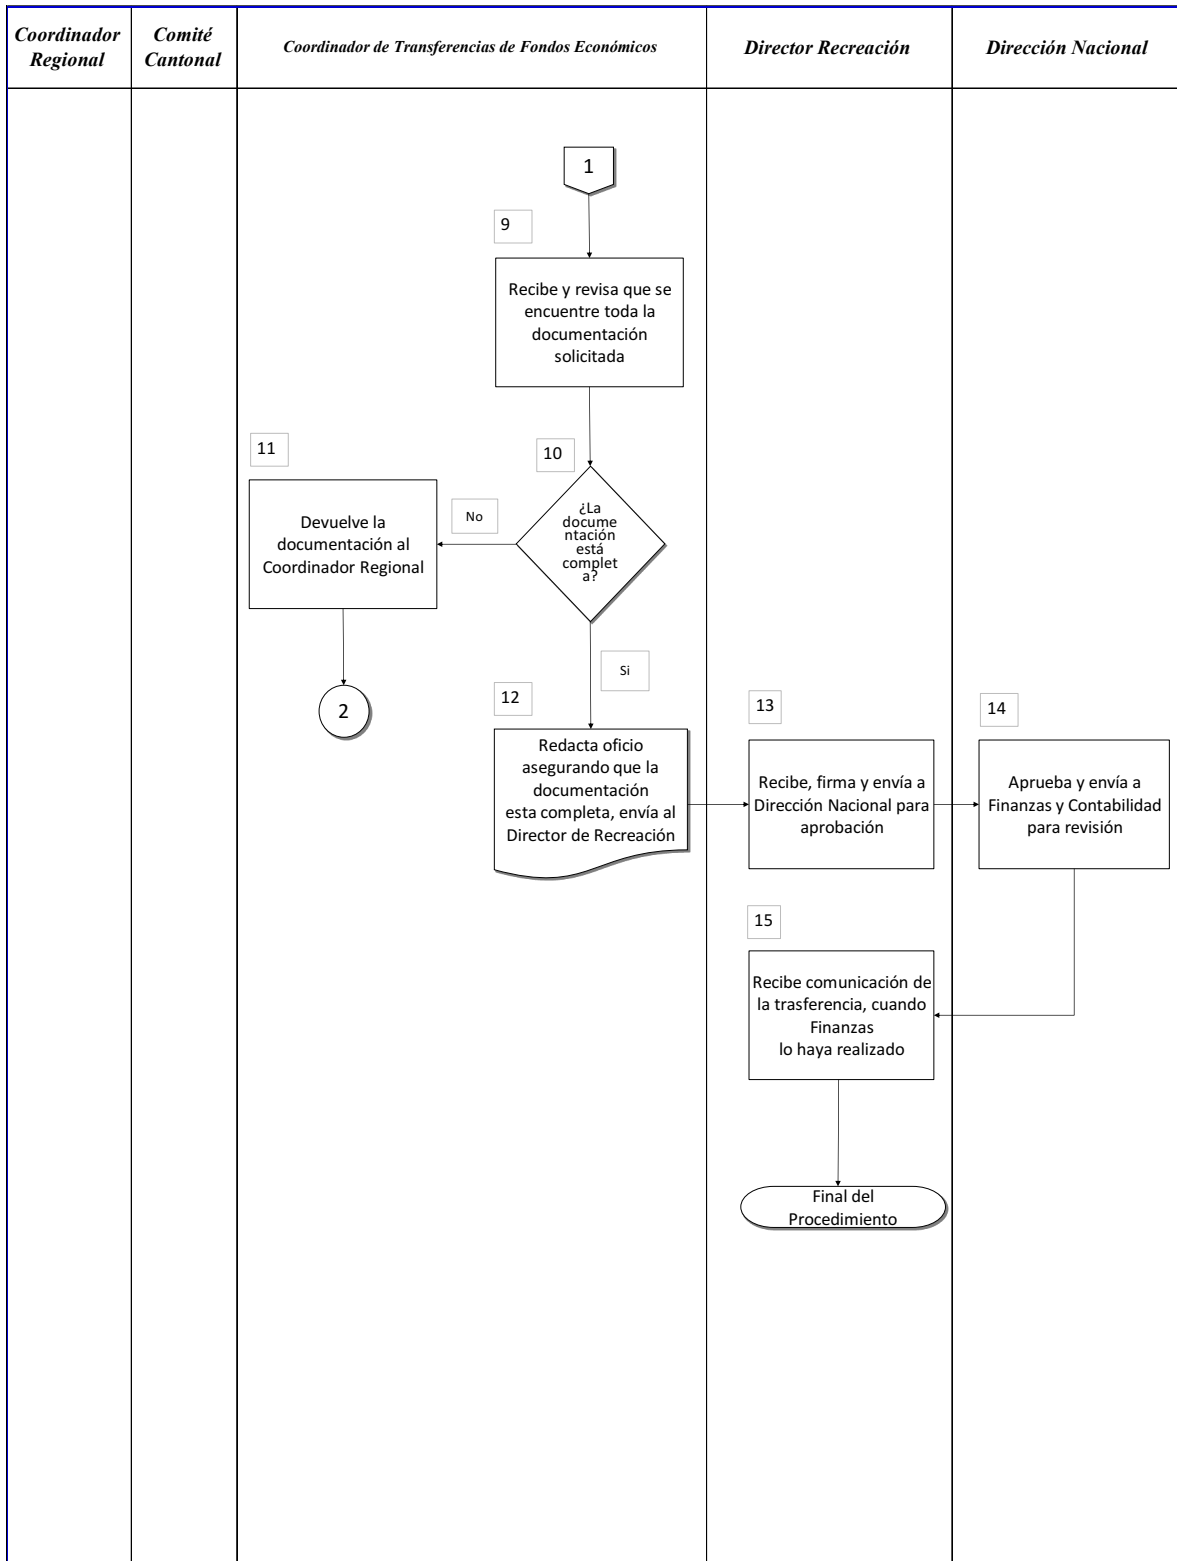 Coordinador
Regional
Comité
Cantonal
Coordinador de Transferencias de Fondos Económicos
Director Recreación
Dirección Nacional
1
9
Recibe y revisa que se
encuentre toda la
documentación
solicitada
10
¿La
docume
ntación
está
complet
a?
No
11
Devuelve la
documentación al
Coordinador Regional
2
Si
12
Redacta oficio
asegurando que la
documentación
esta completa, envía al
Director de Recreación
13
Recibe, firma y envía a
Dirección Nacional para
aprobación
14
Aprueba y envía a
Finanzas y Contabilidad
para revisión
15
Recibe comunicación de
la trasferencia, cuando
Finanzas
lo haya realizado
Final del
Procedimiento